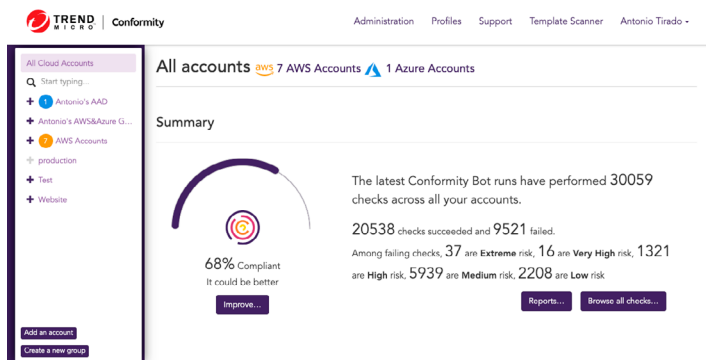 TREND MICRO | Conformity
Administration Profiles Support Template Scanner Antonio Tirado
All Cloud Accounts
Start typing...
1 Antonio's AAD
Antonio's AWS&Azure G...
7 AWS Accounts
production
Test
Website
Add an account
Create a new group
All accounts aws 7 AWS Accounts 1 Azure Accounts
Summary
68% Compliant
It could be better
Improve...
The latest Conformity Bot runs have performed 30059
checks across all your accounts.
20538 checks succeeded and 9521 failed.
Among failing checks, 37 are Extreme risk, 16 are Very High risk, 1321
are High risk, 5939 are Medium risk, 2208 are Low risk
Reports... Browse all checks...